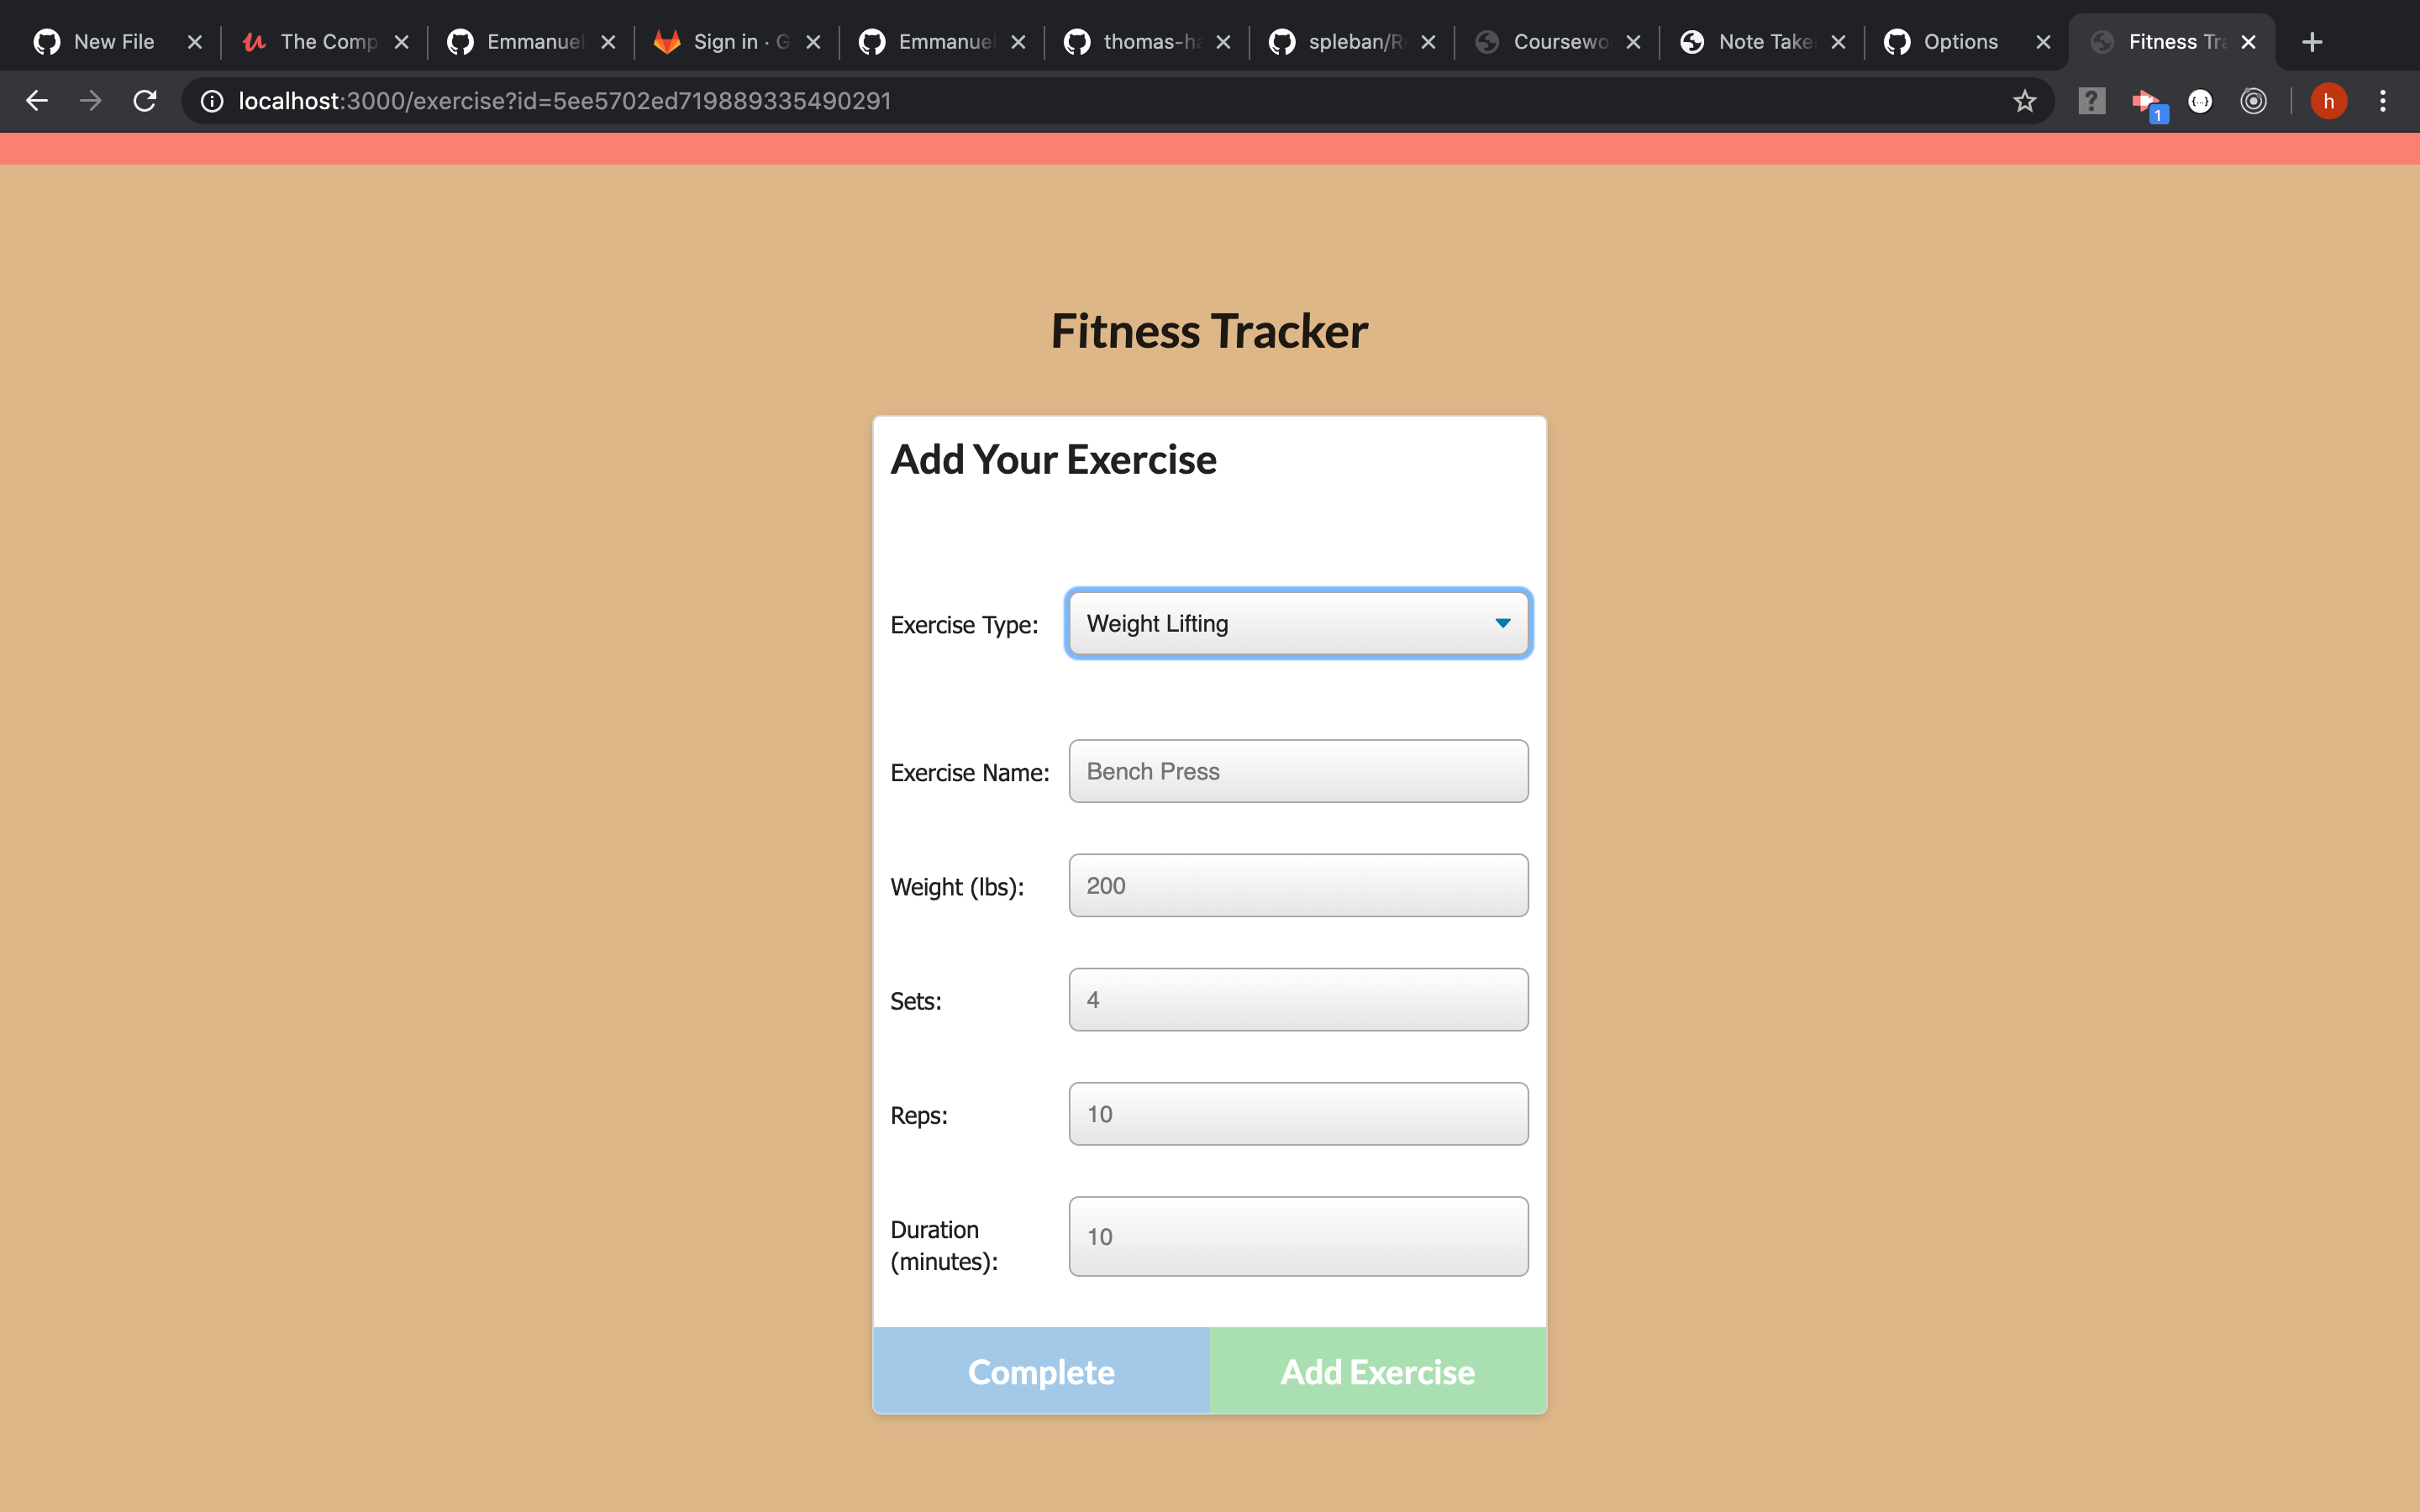 New File
The Comp
Emmanuel
Sign in · G
Emmanuel
thomas-ha
spleban/R
Coursewo
Note Take
Options
Fitness Tra
localhost:3000/exercise?id=5ee5702ed719889335490291
1
h
Fitness Tracker
Add Your Exercise
Exercise Type: Weight Lifting
Exercise Name: Bench Press
Weight (lbs): 200
Sets: 4
Reps: 10
Duration
(minutes): 10
Complete Add Exercise